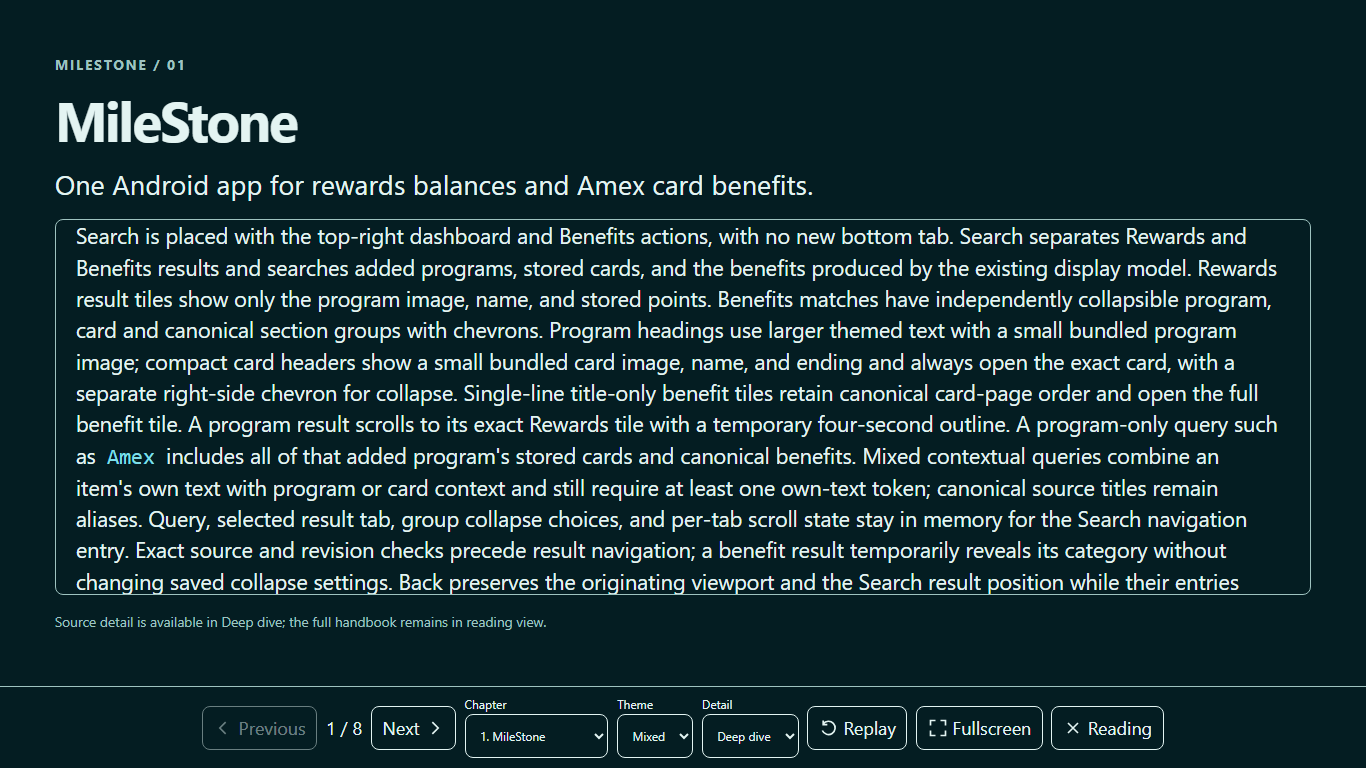 MILESTONE / 01
MileStone
One Android app for rewards balances and Amex card benefits.
Search is placed with the top-right dashboard and Benefits actions, with no new bottom tab. Search separates Rewards and
Benefits results and searches added programs, stored cards, and the benefits produced by the existing display model. Rewards
result tiles show only the program image, name, and stored points. Benefits matches have independently collapsible program,
card and canonical section groups with chevrons. Program headings use larger themed text with a small bundled program
image; compact card headers show a small bundled card image, name, and ending and always open the exact card, with a
separate right-side chevron for collapse. Single-line title-only benefit tiles retain canonical card-page order and open the full
benefit tile. A program result scrolls to its exact Rewards tile with a temporary four-second outline. A program-only query such
as Amex includes all of that added program's stored cards and canonical benefits. Mixed contextual queries combine an
item's own text with program or card context and still require at least one own-text token; canonical source titles remain
aliases. Query, selected result tab, group collapse choices, and per-tab scroll state stay in memory for the Search navigation
entry. Exact source and revision checks precede result navigation; a benefit result temporarily reveals its category without
changing saved collapse settings. Back preserves the originating viewport and the Search result position while their entries
Source detail is available in Deep dive; the full handbook remains in reading view.
Chapter Theme Detail
Previous 1 / 8 Next 1. MileStone Mixed Deep dive Replay Fullscreen Reading